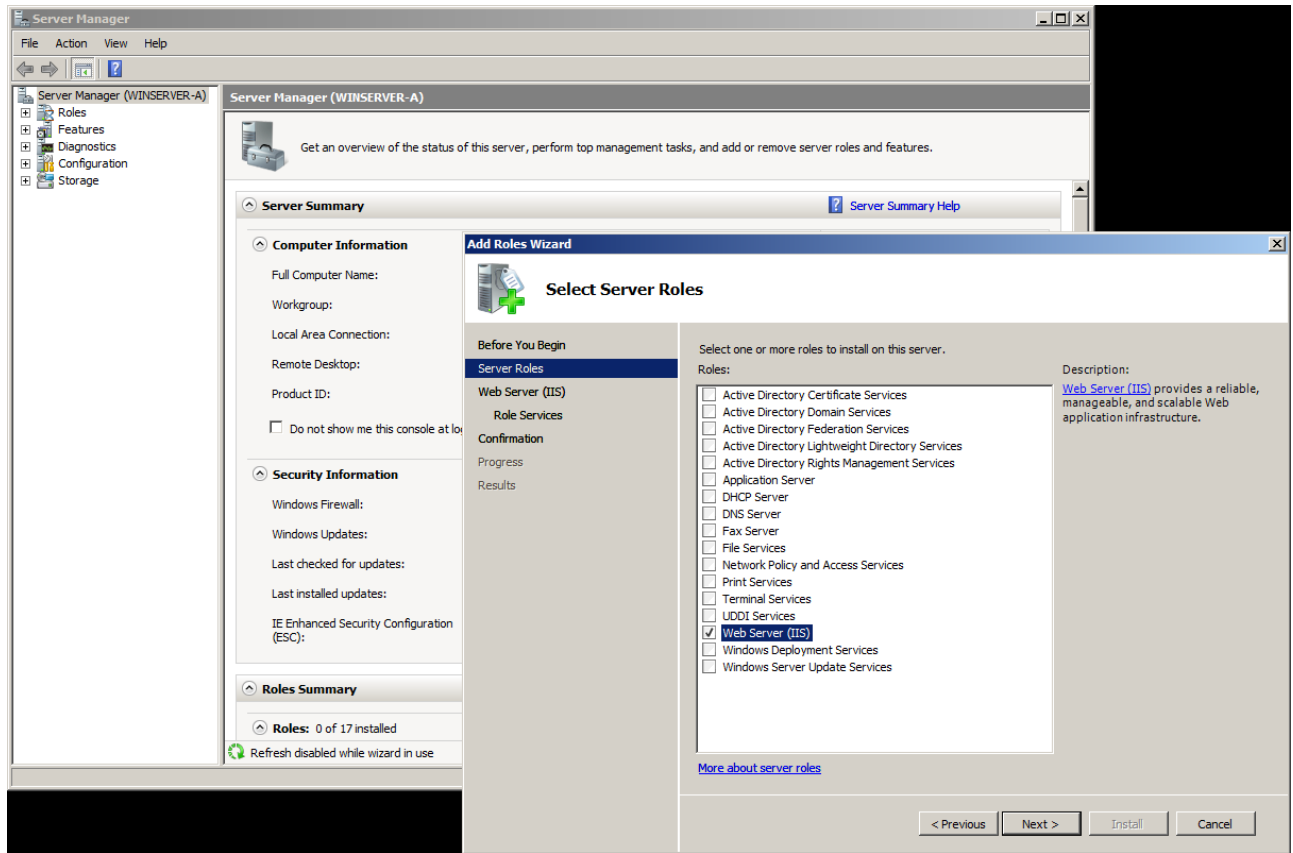 Server Manager
File Action View Help
Server Manager (WINSERVER-A)
Roles
Features
Diagnostics
Configuration
Storage
Server Manager (WINSERVER-A)
Get an overview of the status of this server, perform top management tasks, and add or remove server roles and features.
Server Summary
Server Summary Help
Computer Information
Full Computer Name:
Workgroup:
Local Area Connection:
Remote Desktop:
Product ID:
Do not show me this console at lo
Security Information
Windows Firewall:
Windows Updates:
Last checked for updates:
Last installed updates:
IE Enhanced Security Configuration
(ESC):
Roles Summary
Roles: 0 of 17 installed
Refresh disabled while wizard in use
Add Roles Wizard
Select Server Roles
Before You Begin
Server Roles
Web Server (IIS)
Role Services
Confirmation
Progress
Results
Select one or more roles to install on this server.
Roles:
Active Directory Certificate Services
Active Directory Domain Services
Active Directory Federation Services
Active Directory Lightweight Directory Services
Active Directory Rights Management Services
Application Server
DHCP Server
DNS Server
Fax Server
File Services
Network Policy and Access Services
Print Services
Terminal Services
UDDI Services
Web Server (IIS)
Windows Deployment Services
Windows Server Update Services
More about server roles
Description:
Web Server (IIS) provides a reliable,
manageable, and scalable Web
application infrastructure.
< Previous Next > Install Cancel